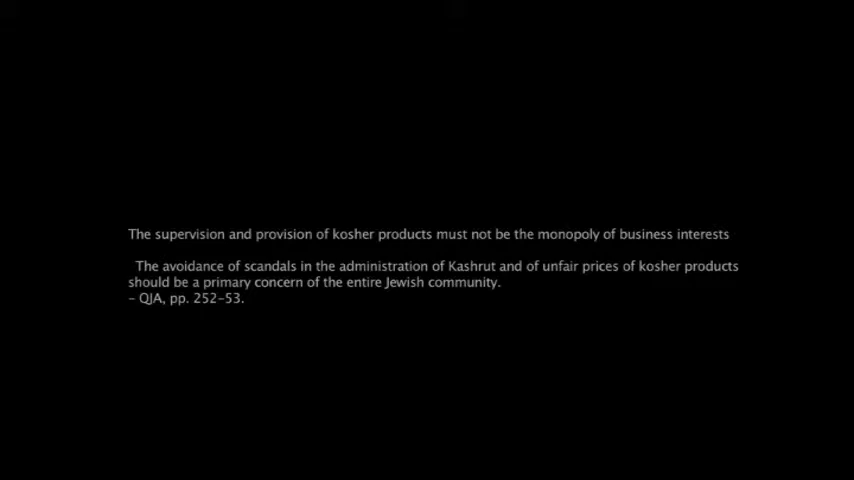 The supervision and provision of kosher products must not be the monopoly of business interests
The avoidance of scandals in the administration of Kashrut and of unfair prices of kosher products
should be a primary concern of the entire Jewish community.
- QJA, pp. 252-53.